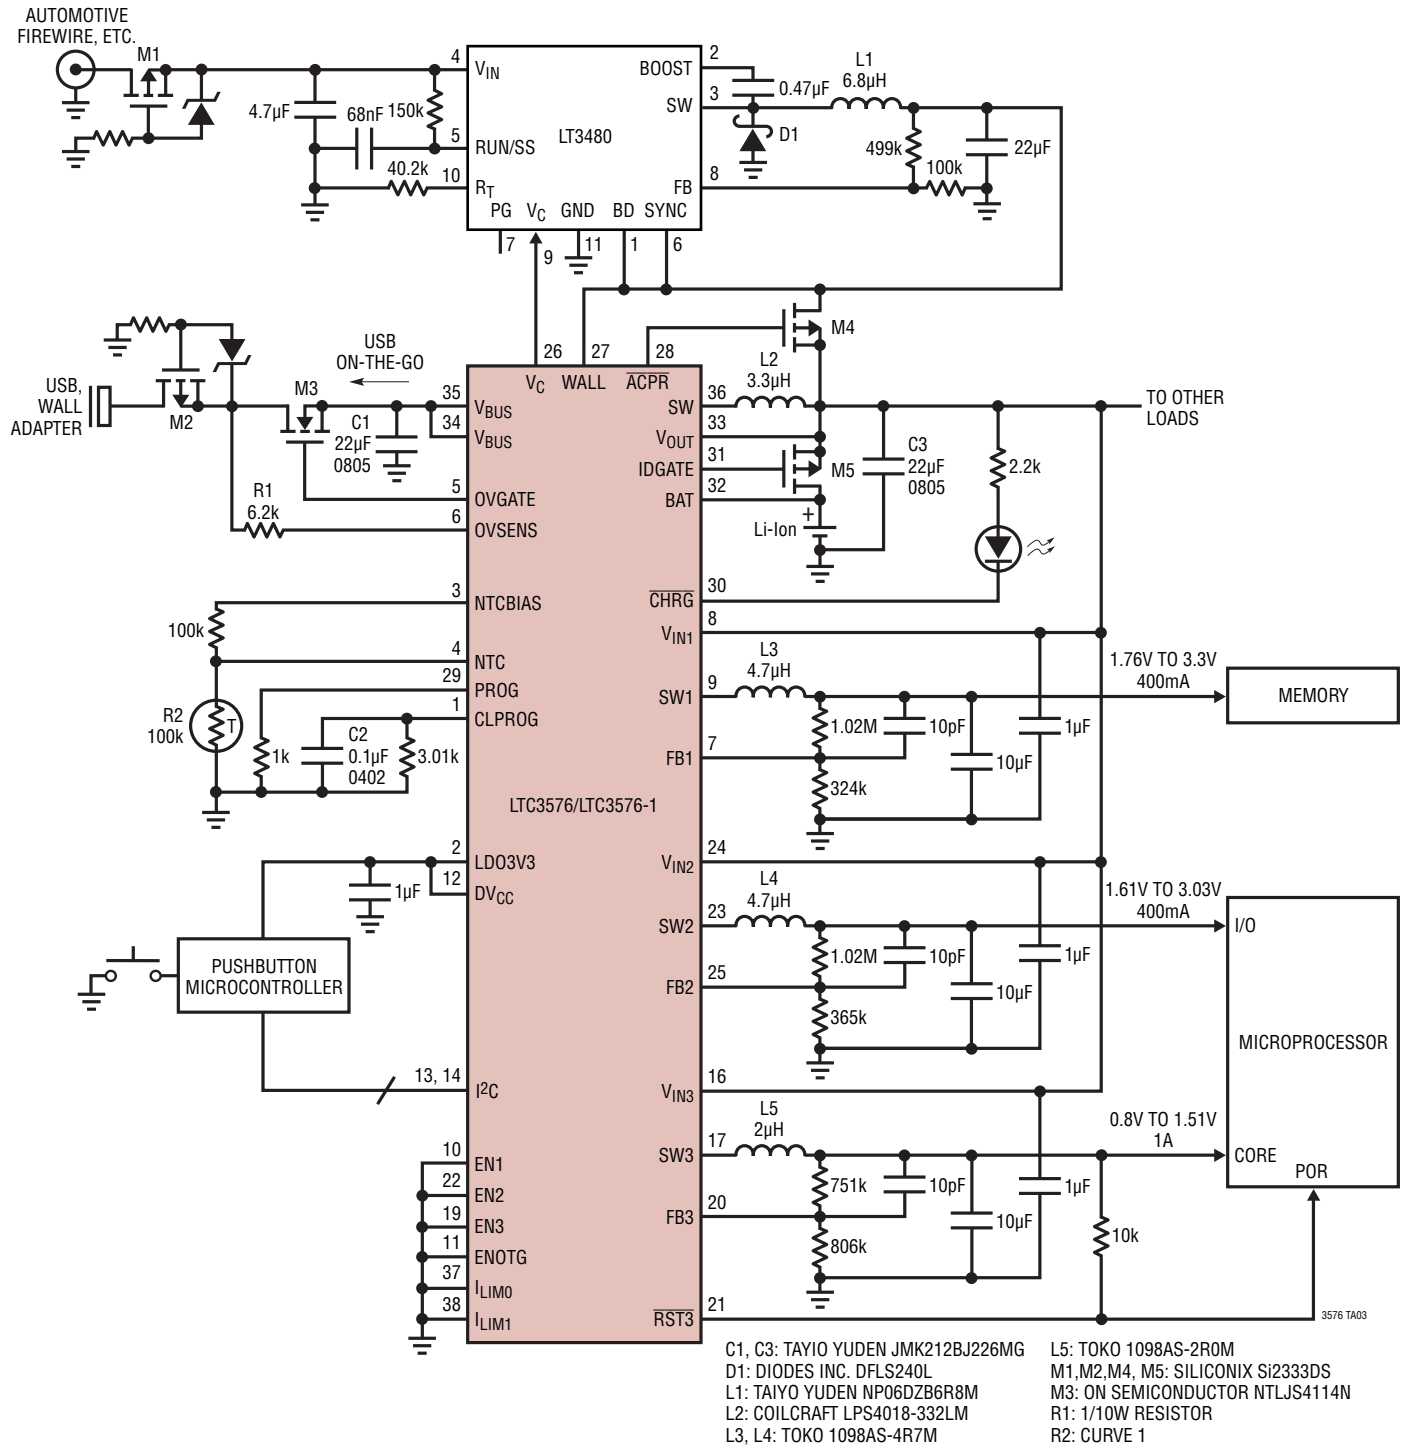 AUTOMOTIVE
FIREWIRE, ETC.
M1
4.7µF
68nF
150k
40.2k
4
VIN
5
RUN/SS
10
RT
LT3480
PG
VC
GND
BD
SYNC
7
9
11
1
6
BOOST
2
SW
3
FB
8
0.47µF
D1
L1
6.8µH
499k
100k
22µF
USB,
WALL
ADAPTER
M2
M3
USB
ON-THE-GO
C1
22µF
0805
R1
6.2k
26
27
28
VC
WALL
ACPR
M4
35
VBUS
34
VBUS
5
OVGATE
6
OVSENS
L2
3.3µH
SW
36
VOUT
33
IDGATE
31
BAT
32
M5
C3
22µF
0805
+
Li-Ion
2.2k
TO OTHER
LOADS
3
NTCBIAS
4
NTC
29
PROG
1
CLPROG
100k
R2
100k
T
1k
C2
0.1µF
0402
3.01k
CHRG
30
VIN1
8
L3
4.7µH
SW1
9
FB1
7
1.02M
10pF
324k
10µF
1µF
1.76V TO 3.3V
400mA
MEMORY
LTC3576/LTC3576-1
2
LDO3V3
12
DVCC
1µF
PUSHBUTTON
MICROCONTROLLER
VIN2
24
L4
4.7µH
SW2
23
FB2
25
1.02M
10pF
365k
10µF
1µF
1.61V TO 3.03V
400mA
I/O
MICROPROCESSOR
13, 14
I2C
VIN3
16
L5
2µH
SW3
17
FB3
20
751k
10pF
806k
10µF
1µF
0.8V TO 1.51V
1A
CORE
POR
10k
10
EN1
22
EN2
19
EN3
11
ENOTG
37
ILIM0
38
ILIM1
RST3
21
3576 TA03
C1, C3: TAYIO YUDEN JMK212BJ226MG
D1: DIODES INC. DFLS240L
L1: TAIYO YUDEN NP06DZB6R8M
L2: COILCRAFT LPS4018-332LM
L3, L4: TOKO 1098AS-4R7M
L5: TOKO 1098AS-2R0M
M1,M2,M4, M5: SILICONIX Si2333DS
M3: ON SEMICONDUCTOR NTLJS4114N
R1: 1/10W RESISTOR
R2: CURVE 1